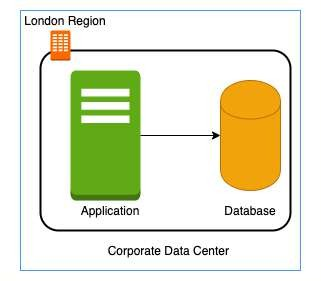 London Region
Application
Database
Corporate Data Center